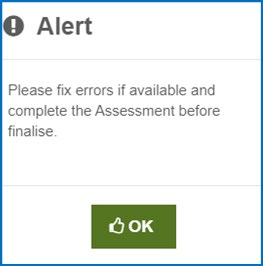 Alert
Please fix errors if available and
complete the Assessment before
finalise.
OK